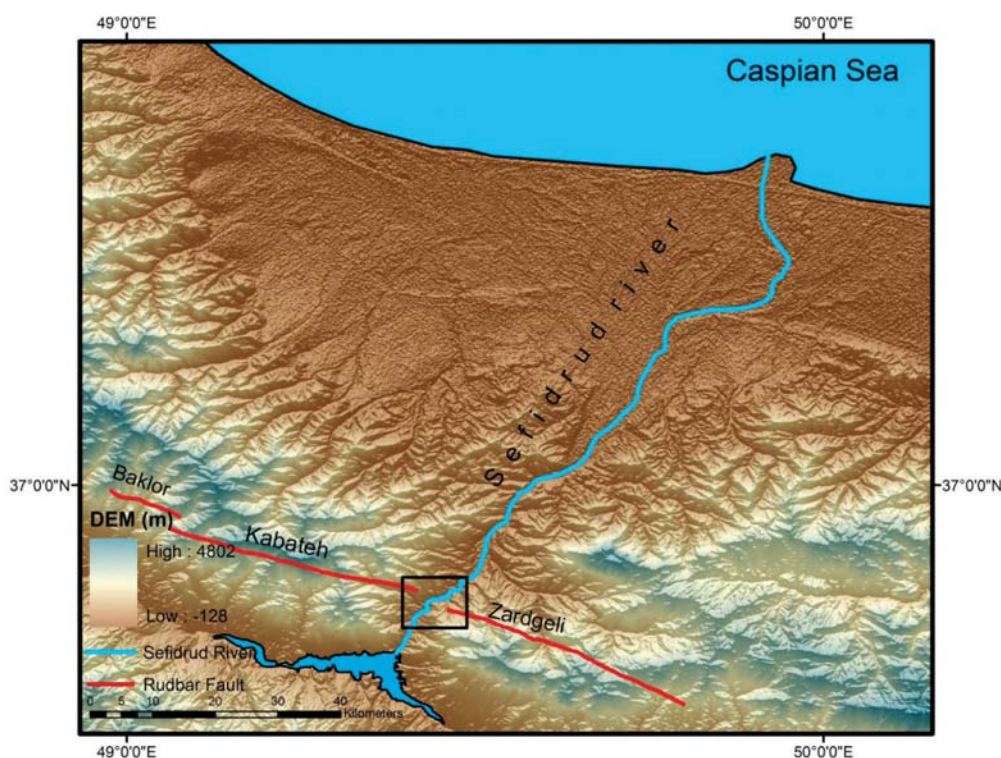 49°0'0"E 50°0'0"E
Caspian Sea
Sefidrud river
37°0'0"N 37°0'0"N
Baklor
DEM (m)
Kabateh
High : 4802
Low : -128
Zardgeli
Sefidrud River
Rudbar Fault
0 5 10 20 30 40
Kilometers
49°0'0"E 50°0'0"E